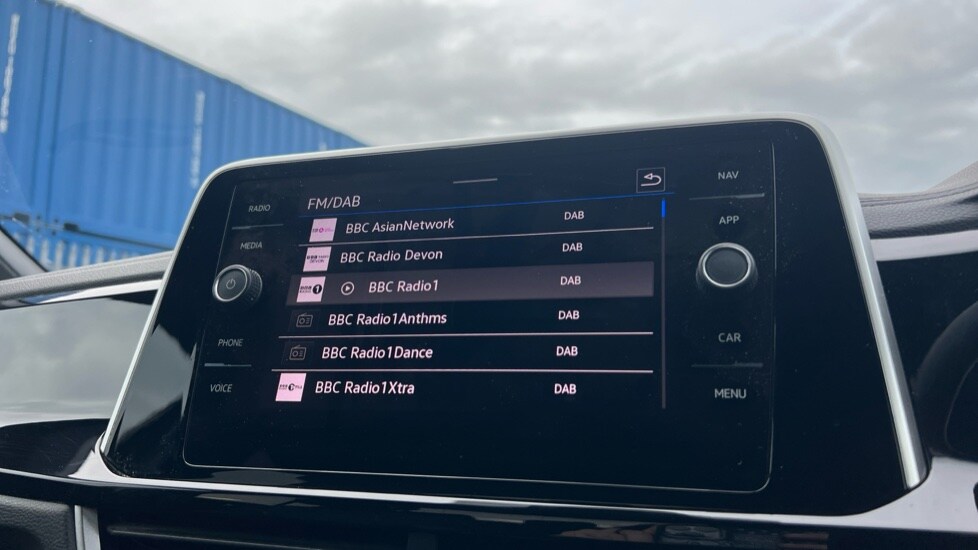 FM/DAB
RADIO
MEDIA
PHONE
VOICE
BBC AsianNetwork DAB
BBC Radio Devon DAB
BBC Radio1 DAB
BBC Radio1Anthms DAB
BBC Radio1Dance DAB
BBC Radio1Xtra DAB
NAV
APP
CAR
MENU